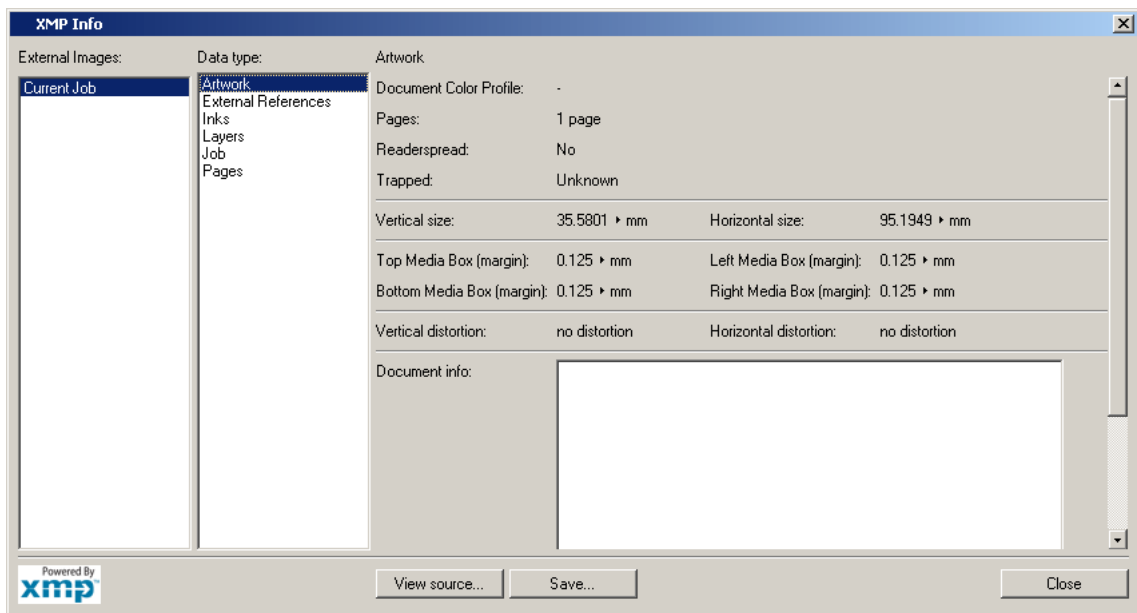 XMP Info
External Images: Data type: Artwork
Current Job
Artwork
External References
Inks
Layers
Job
Pages
Document Color Profile: -
Pages: 1 page
Readerspread: No
Trapped: Unknown
Vertical size: 35.5801 ▸ mm Horizontal size: 95.1949 ▸ mm
Top Media Box (margin): 0.125 ▸ mm Left Media Box (margin): 0.125 ▸ mm
Bottom Media Box (margin): 0.125 ▸ mm Right Media Box (margin): 0.125 ▸ mm
Vertical distortion: no distortion Horizontal distortion: no distortion
Document info:
Powered By
xmp™
View source... Save... Close